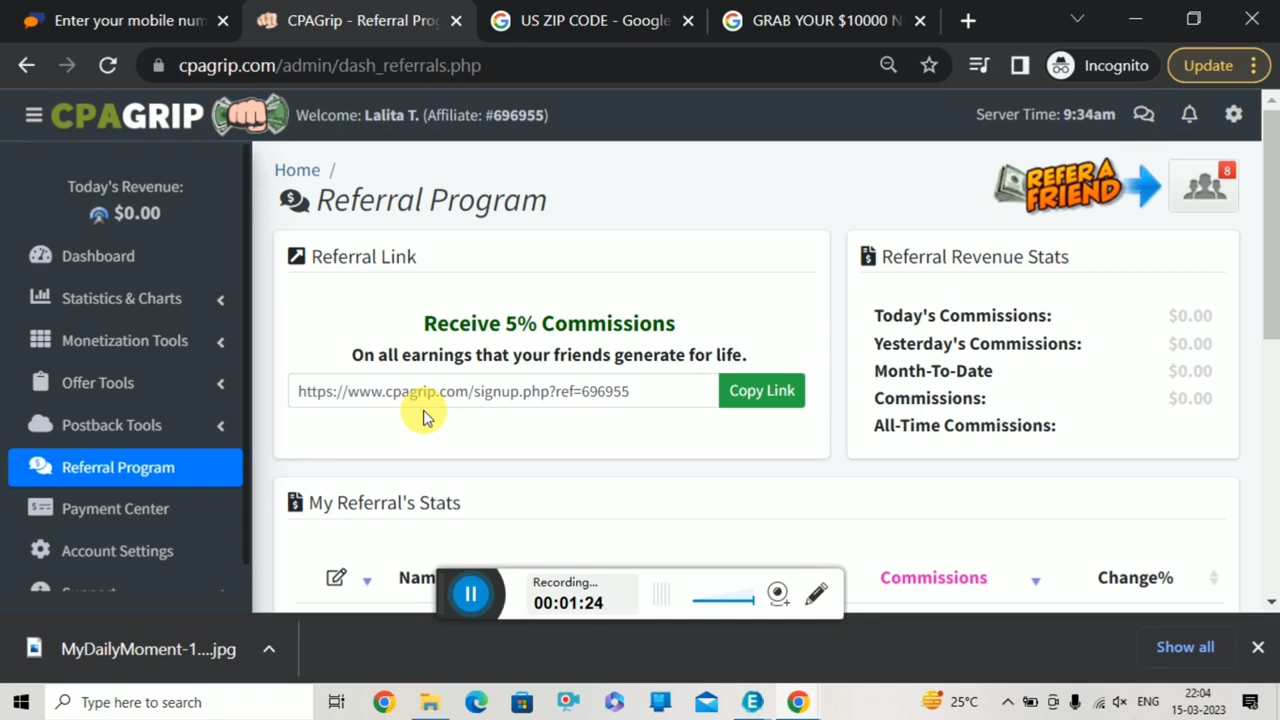 Enter your mobile num
CPAGrip - Referral Prog
US ZIP CODE - Google
GRAB YOUR $10000 N
cpagrip.com/admin/dash_referrals.php
Incognito
Update
CPAGRIP
Welcome: Lalita T. (Affiliate: #696955)
Server Time: 9:34am
Today's Revenue:
$0.00
Dashboard
Statistics & Charts
Monetization Tools
Offer Tools
Postback Tools
Referral Program
Payment Center
Account Settings
Home /
Referral Program
REFER A
FRIEND
8
Referral Link
Receive 5% Commissions
On all earnings that your friends generate for life.
https://www.cpagrip.com/signup.php?ref=696955
Copy Link
Referral Revenue Stats
Today's Commissions: $0.00
Yesterday's Commissions: $0.00
Month-To-Date $0.00
Commissions: $0.00
All-Time Commissions:
My Referral's Stats
Nam
Commissions
Change%
Recording...
00:01:24
MyDailyMoment-1....jpg
Show all
Type here to search
25°C
ENG
22:04
15-03-2023